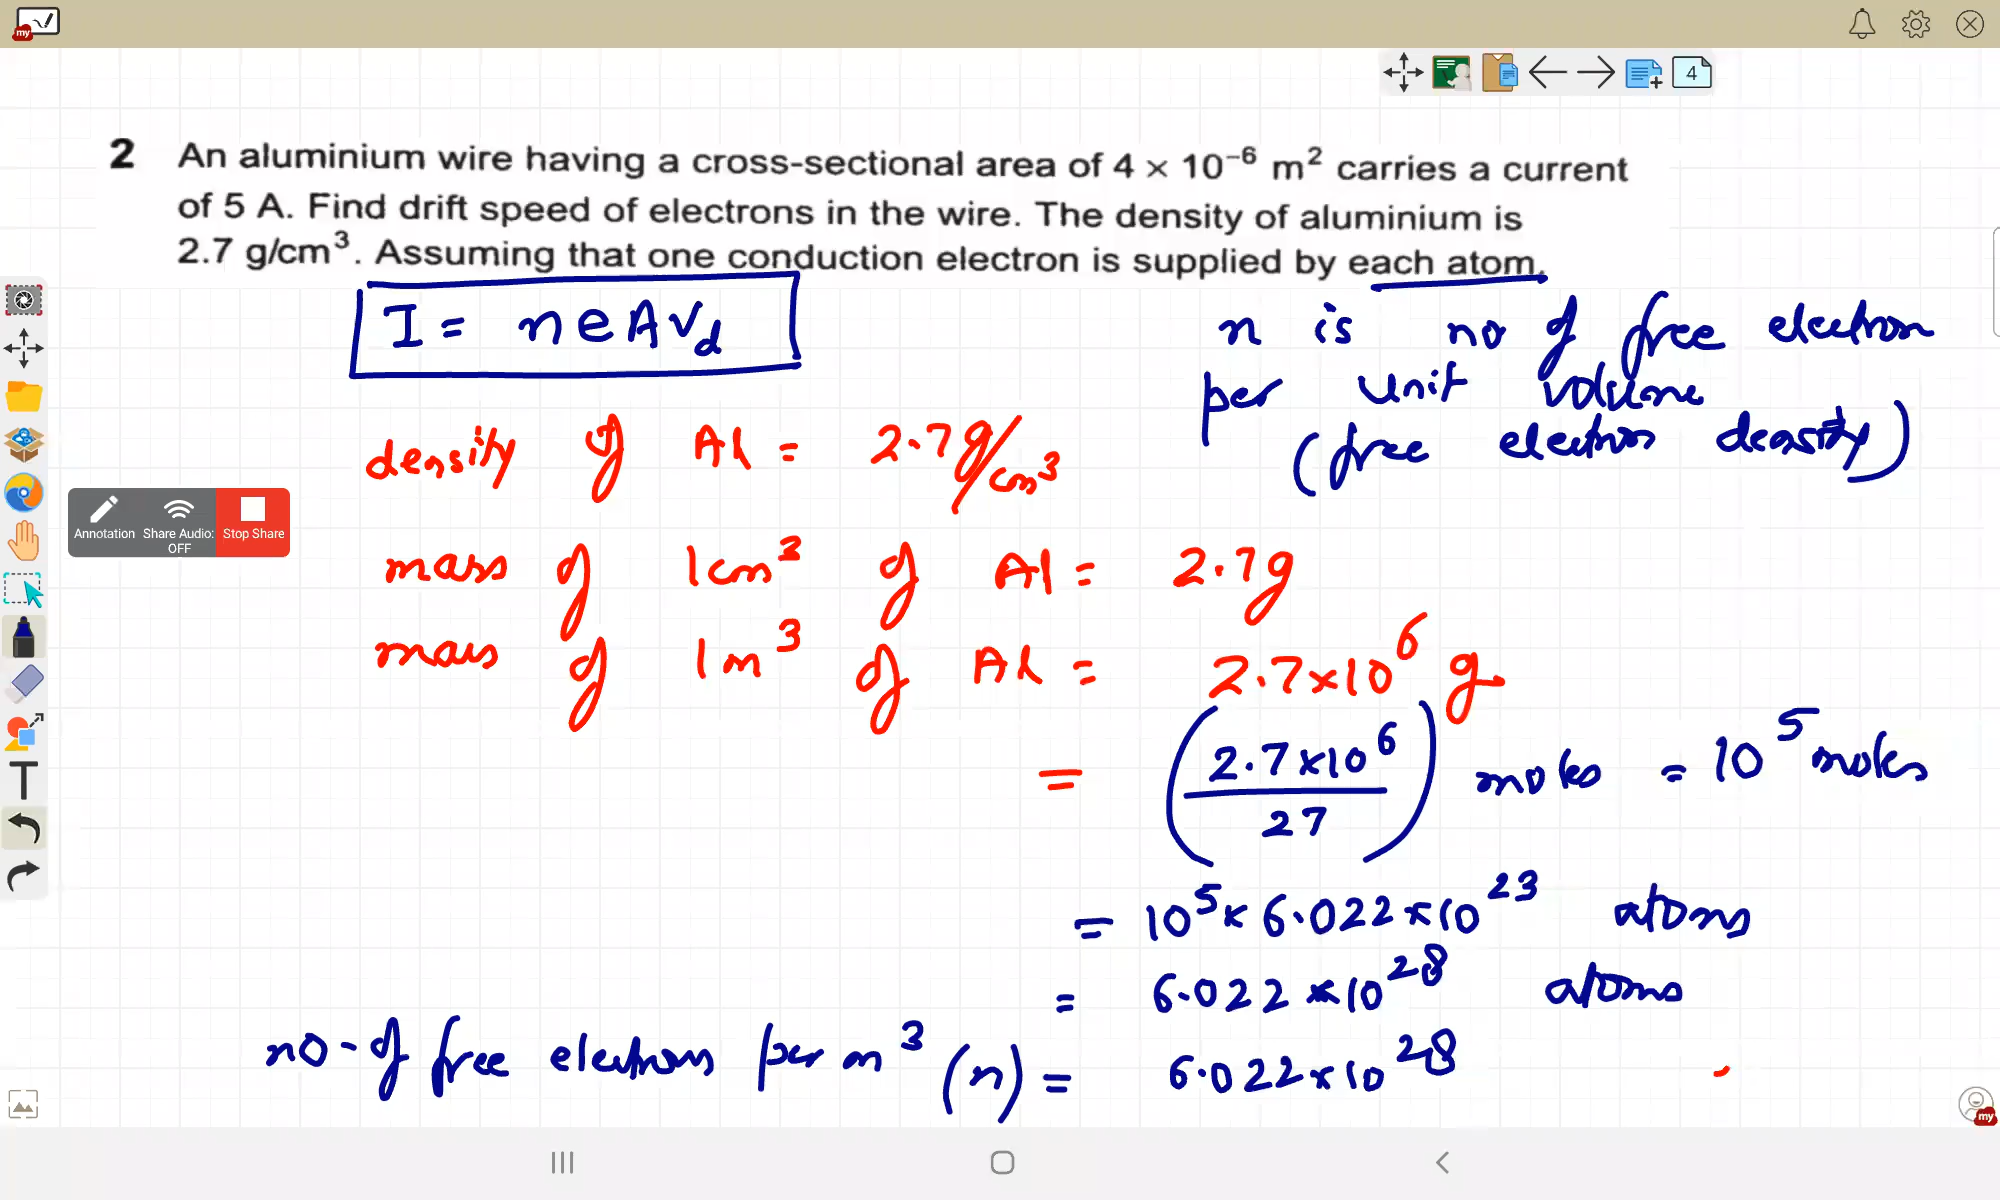 4
2 An aluminium wire having a cross-sectional area of 4 × 10⁻⁶ m² carries a current
of 5 A. Find drift speed of electrons in the wire. The density of aluminium is
2.7 g/cm³. Assuming that one conduction electron is supplied by each atom.
I = neAVd
n is no of free electron
per unit volume
(free electron density)
density of Al = 2.7g/cm³
Annotation Share Audio: OFF Stop Share
mass of 1cm³ of Al = 2.7g
mass of 1m³ of Al = 2.7×10⁶ g
= (2.7×10⁶/27) moles = 10⁵ moles
= 10⁵ × 6.022×10²³ atoms
= 6.022×10²⁸ atoms
no. of free electrons per m³ (n) = 6.022×10²⁸
my
my